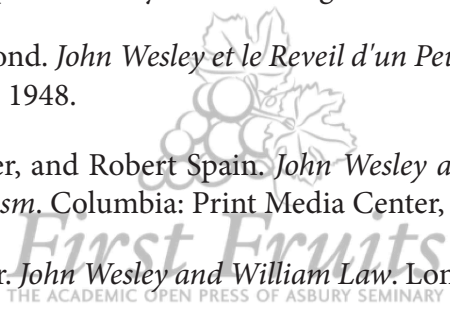 ond. John Wesley et le Reveil d'un Peu
1948.
er, and Robert Spain. John Wesley a
sm. Columbia: Print Media Center,
First Fruits
r. John Wesley and William Law. Lon
THE ACADEMIC OPEN PRESS OF ASBURY SEMINARY